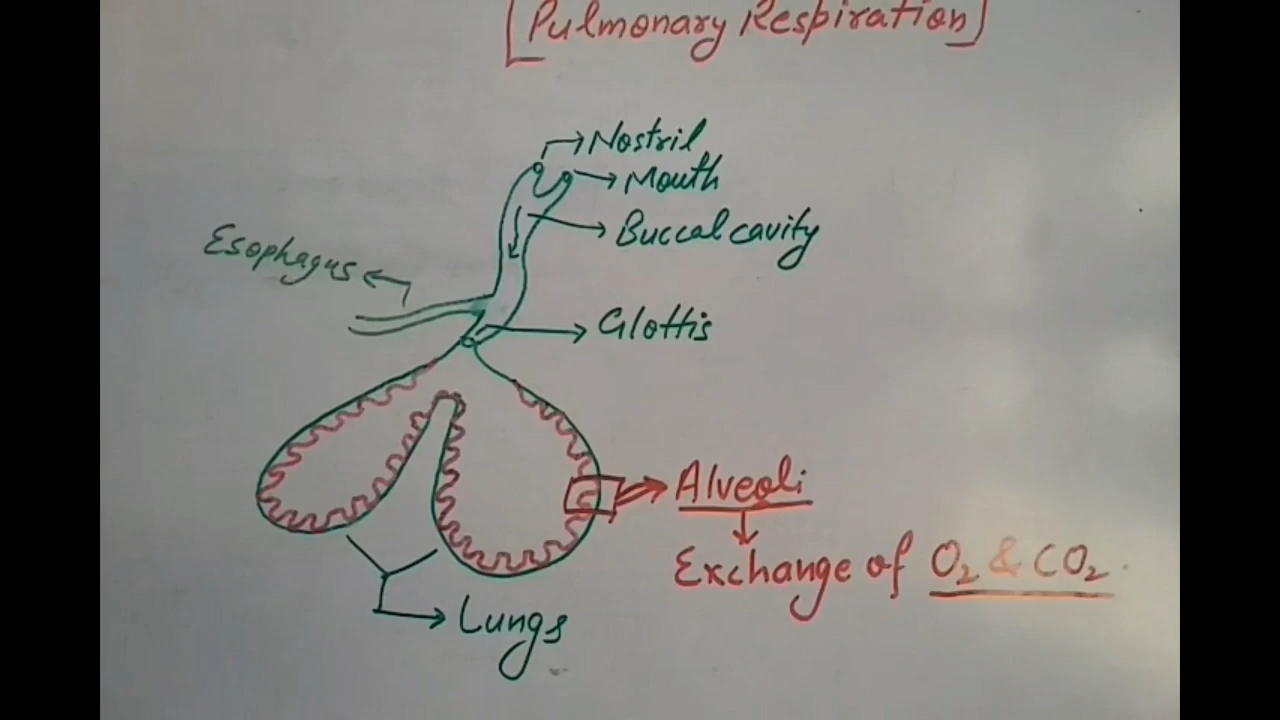 [Pulmonary Respiration]
Nostril
Mouth
Buccal cavity
Esophagus
Glottis
Alveoli
Exchange of O₂ & CO₂
Lungs